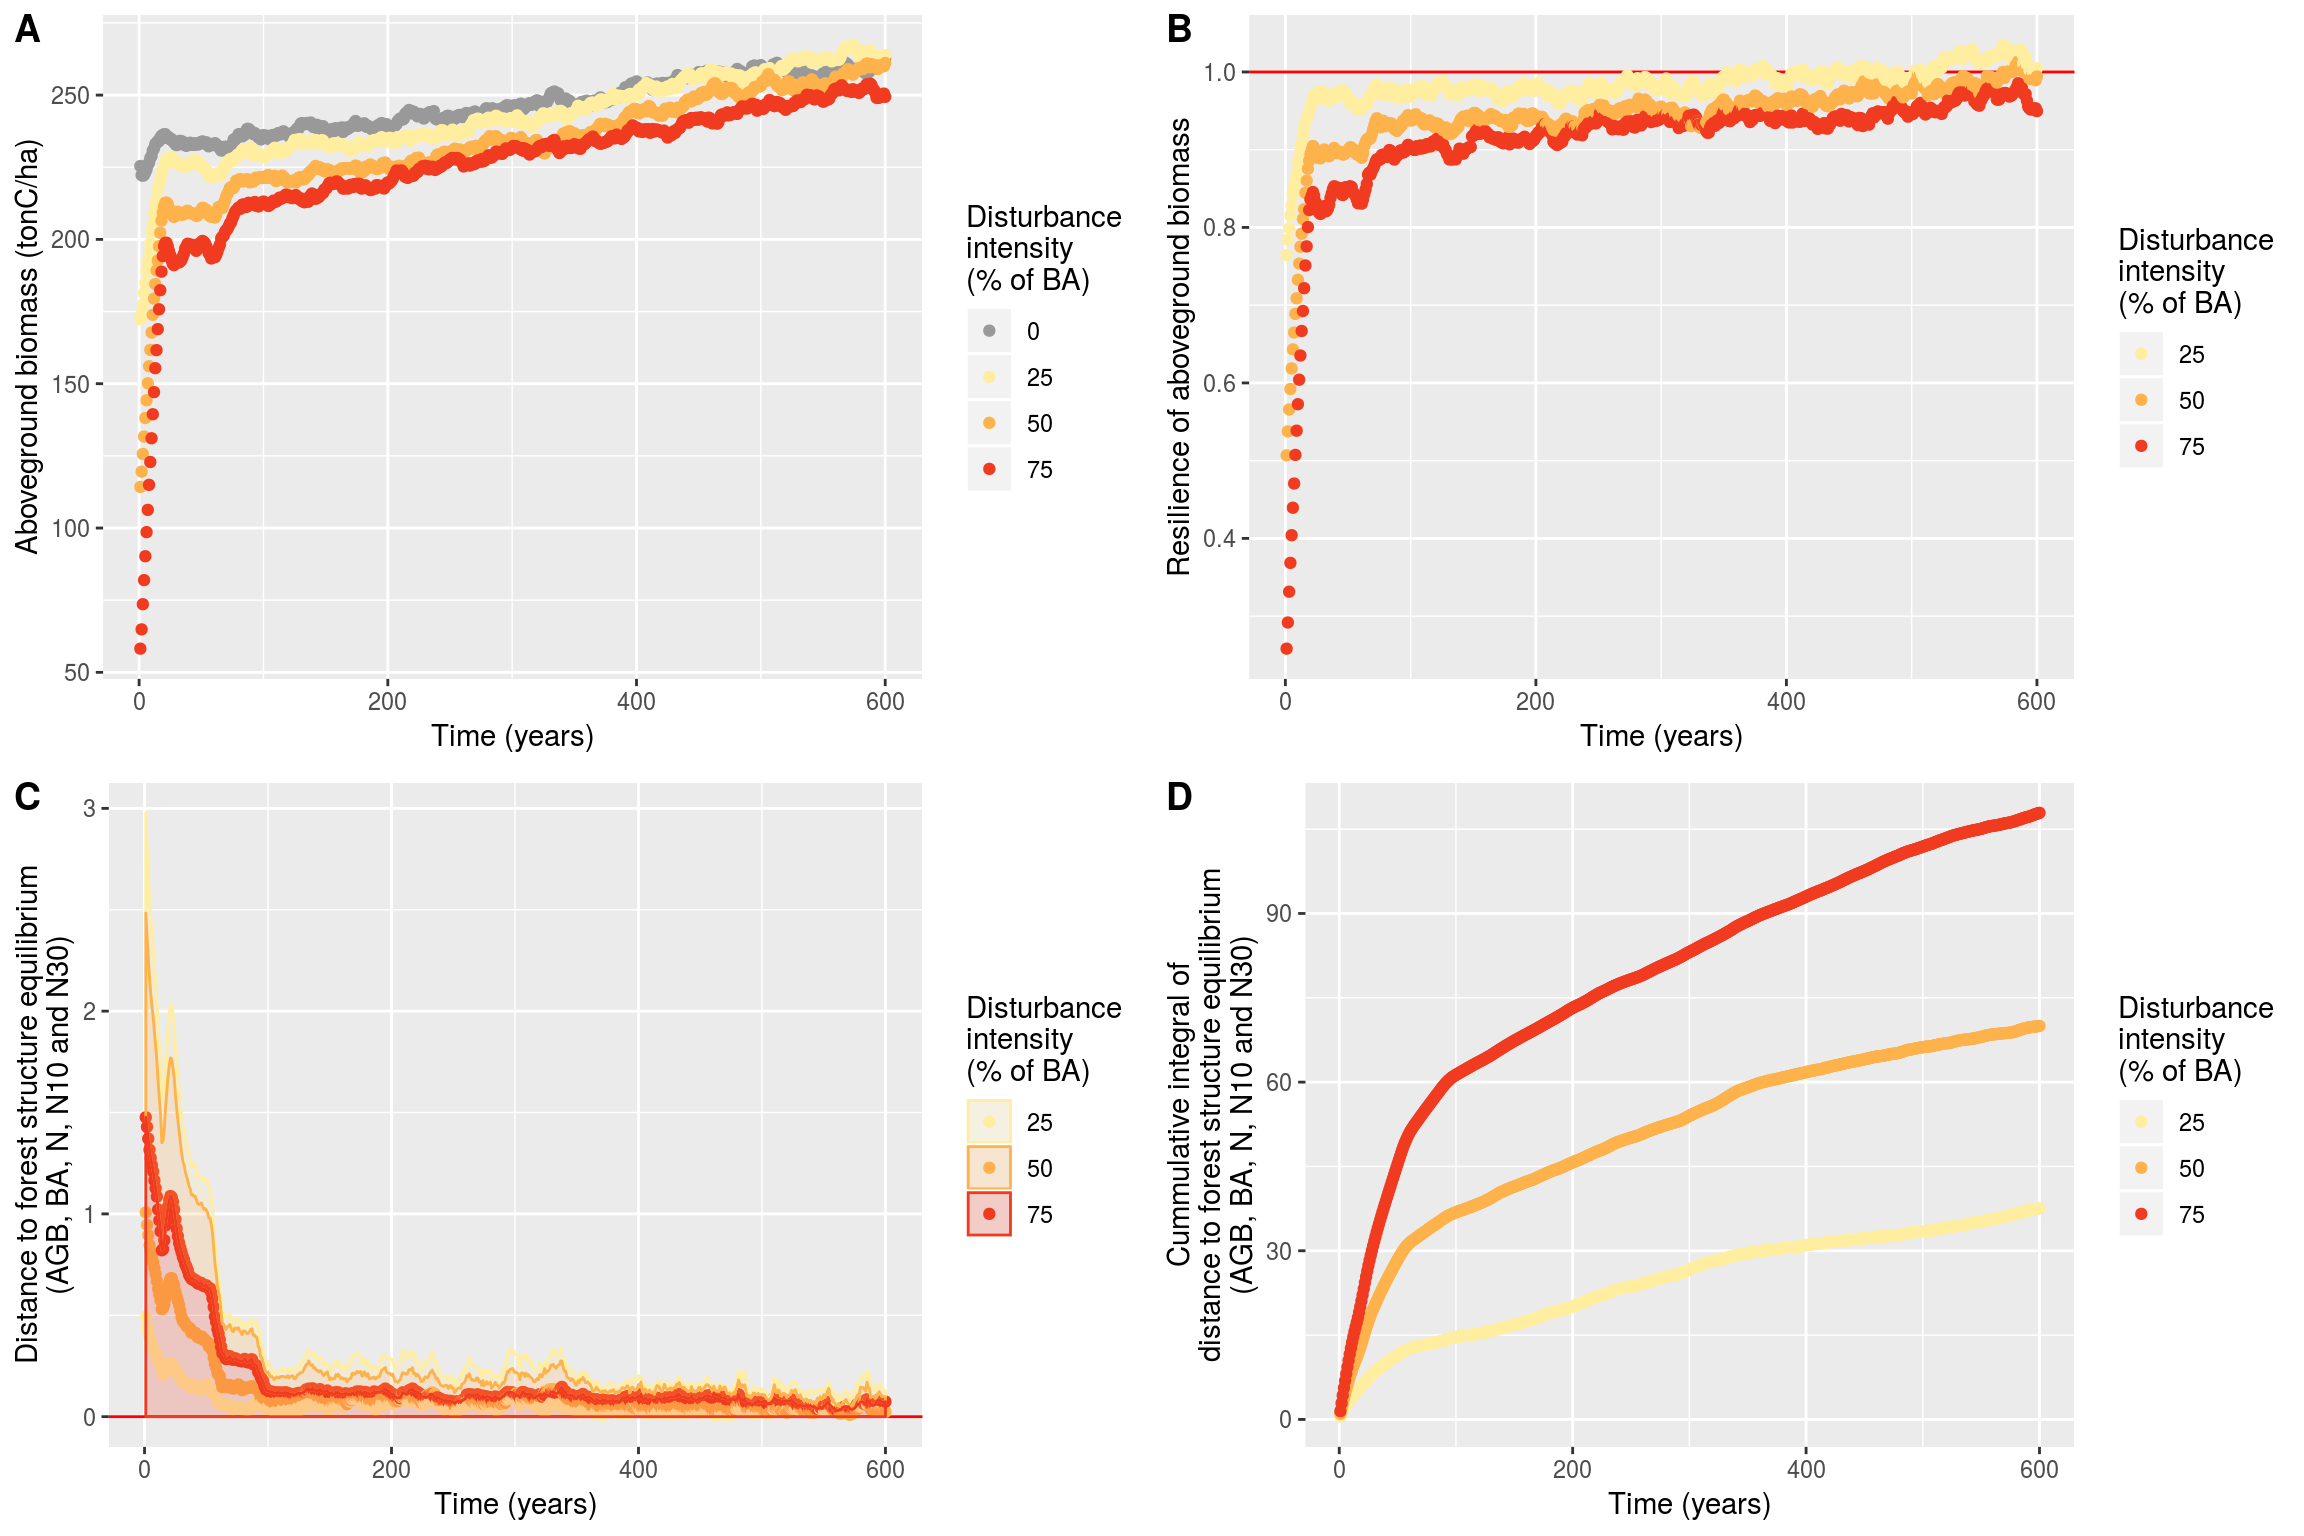 A
Aboveground biomass (tonC/ha)
250
200
150
100
50
0
200
400
600
Time (years)
Disturbance
intensity
(% of BA)
0
25
50
75
B
Resilience of aboveground biomass
1.0
0.8
0.6
0.4
0
200
400
600
Time (years)
Disturbance
intensity
(% of BA)
25
50
75
C
Distance to forest structure equilibrium
(AGB, BA, N, N10 and N30)
3
2
1
0
0
200
400
600
Time (years)
Disturbance
intensity
(% of BA)
25
50
75
D
Cummulative integral of
distance to forest structure equilibrium
(AGB, BA, N, N10 and N30)
90
60
30
0
0
200
400
600
Time (years)
Disturbance
intensity
(% of BA)
25
50
75